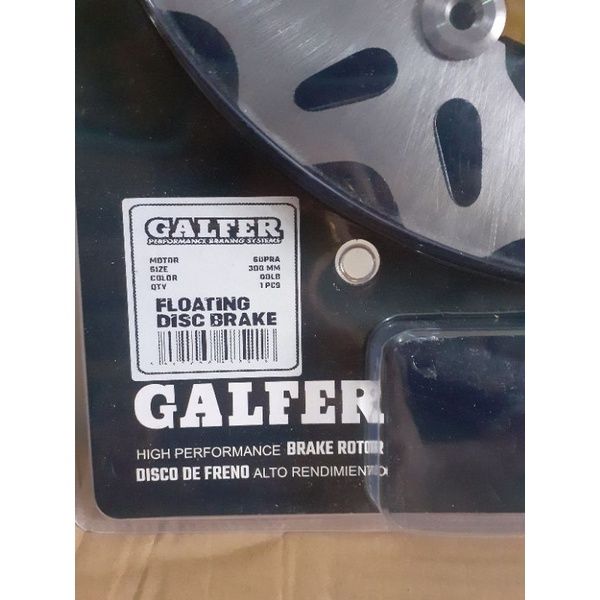 GALFER
PERFORMANCE BRAKING SYSTEMS
MOTOR SUPRA
SIZE 300 MM
COLOR GOLD
QTY 1 PCS
FLOATING
DISC BRAKE
GALFER
HIGH PERFORMANCE BRAKE ROTOR
DISCO DE FRENO ALTO RENDIMIENTO